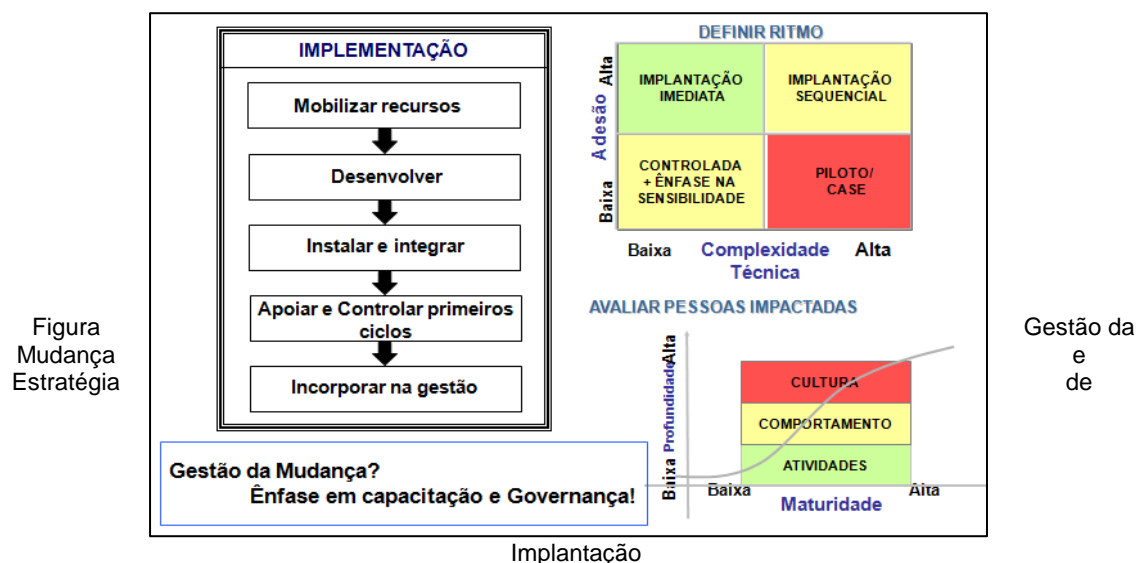 IMPLEMENTAÇÃO
Mobilizar recursos
Desenvolver
Instalar e integrar
Apoiar e Controlar primeiros
ciclos
Incorporar na gestão
Gestão da Mudança?
Ênfase em capacitação e Governança!
DEFINIR RITMO
Adesão
Alta
Baixa
IMPLANTAÇÃO
IMEDIATA
IMPLANTAÇÃO
SEQUENCIAL
CONTROLADA
+ ÊNFASE NA
SENSIBILIDADE
PILOTO/
CASE
Baixa
Complexidade
Técnica
Alta
AVALIAR PESSOAS IMPACTADAS
Profundidade
Alta
Baixa
CULTURA
COMPORTAMENTO
ATIVIDADES
Baixa
Alta
Maturidade
Figura
Mudança
Estratégia
Gestão da
e
de
Implantação